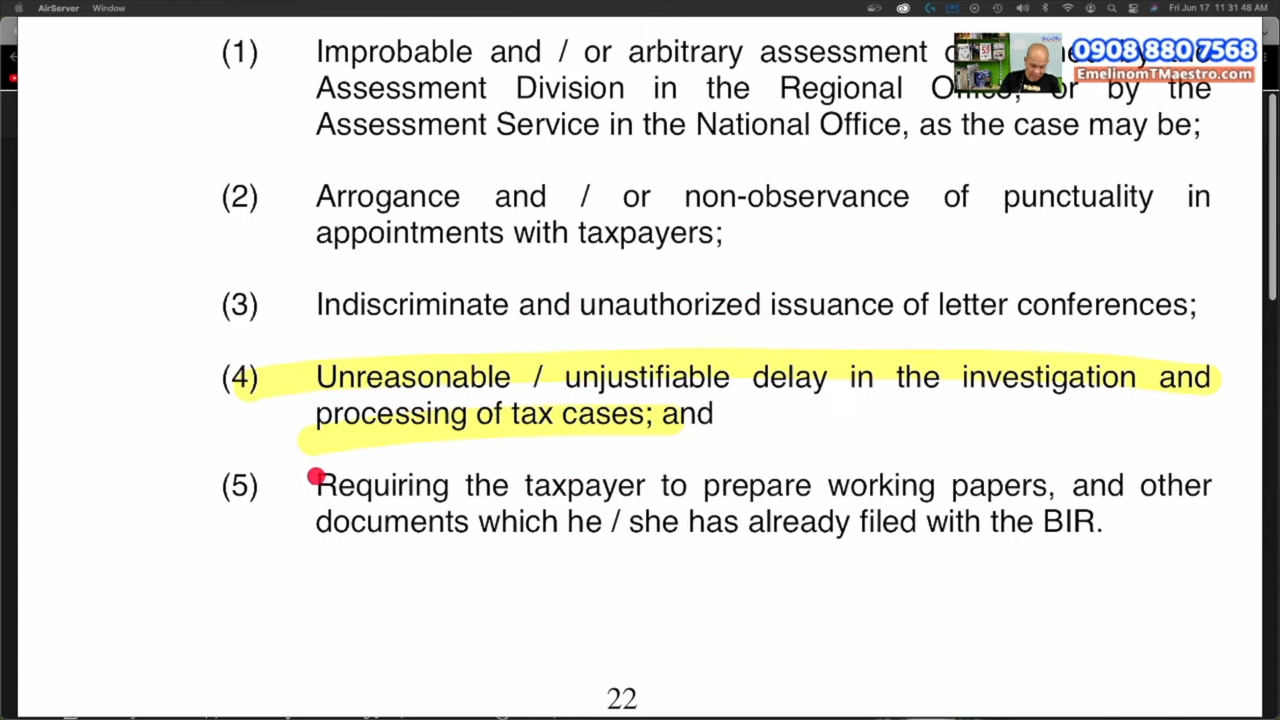 AirServer Window Fri Jun 17 11:31:48 AM
(1) Improbable and / or arbitrary assessment
0908 880 7568
Assessment Division in the Regional Office, or by the
EmelinomTMaestro.com
Assessment Service in the National Office, as the case may be;
(2) Arrogance and / or non-observance of punctuality in
appointments with taxpayers;
(3) Indiscriminate and unauthorized issuance of letter conferences;
(4) Unreasonable / unjustifiable delay in the investigation and
processing of tax cases; and
(5) Requiring the taxpayer to prepare working papers, and other
documents which he / she has already filed with the BIR.
22